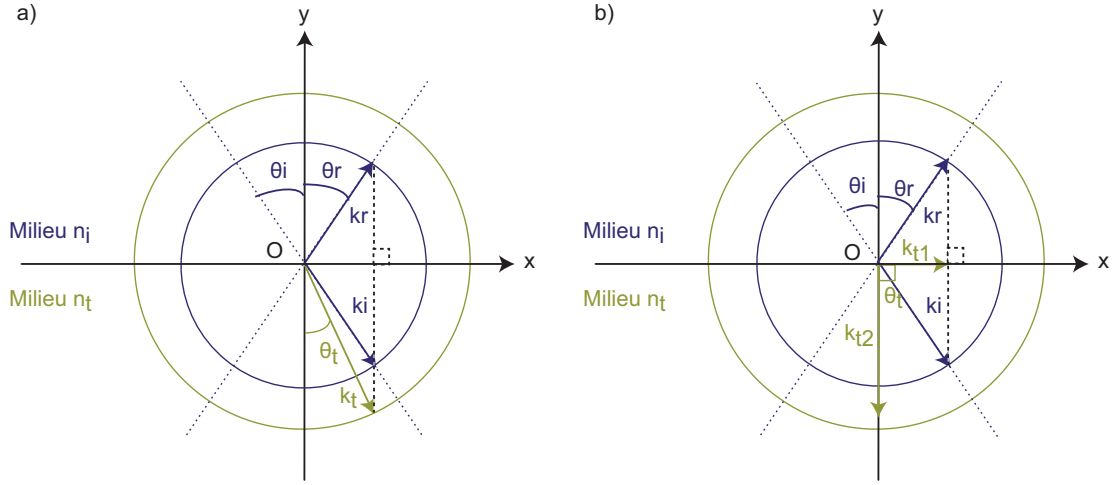 a)
y
θi
θr
kr
Milieu nᵢ
O
x
Milieu nₜ
ki
θₜ
kₜ
b)
y
θi
θr
kr
Milieu nᵢ
O
kₜ₁
x
Milieu nₜ
θₜ
ki
kₜ₂